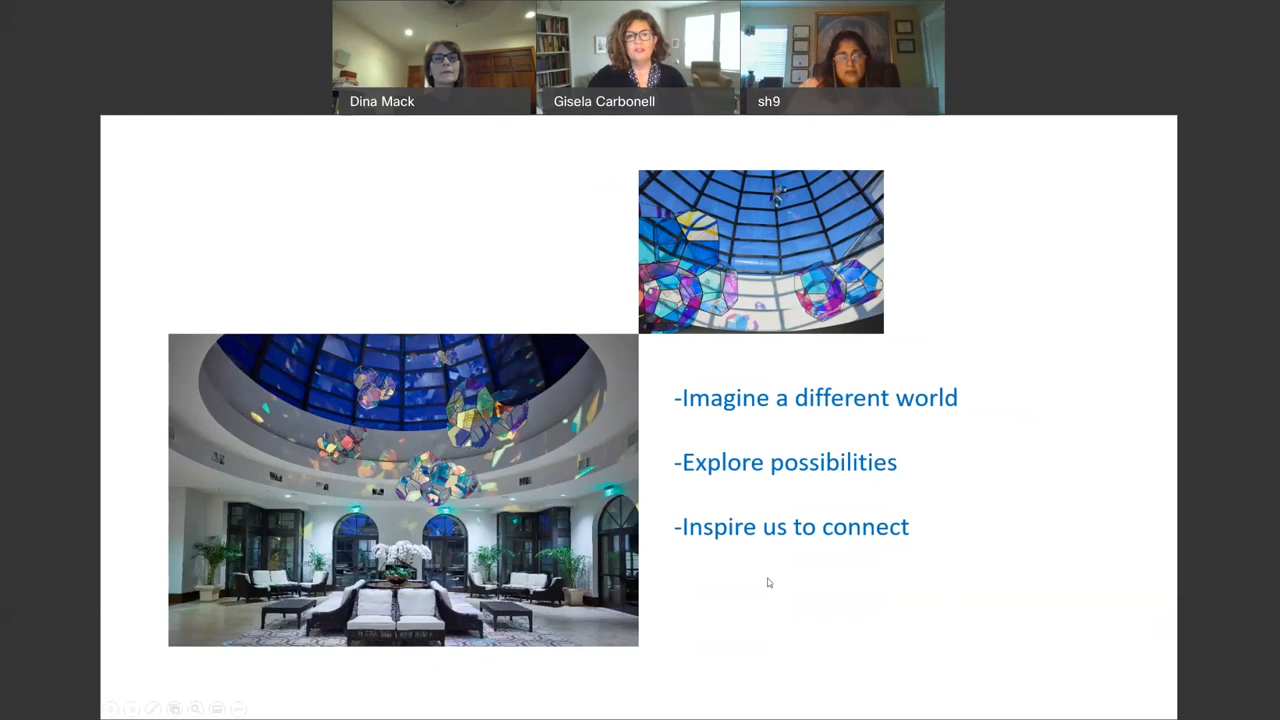 Dina Mack
Gisela Carbonell
sh9
-Imagine a different world
-Explore possibilities
-Inspire us to connect